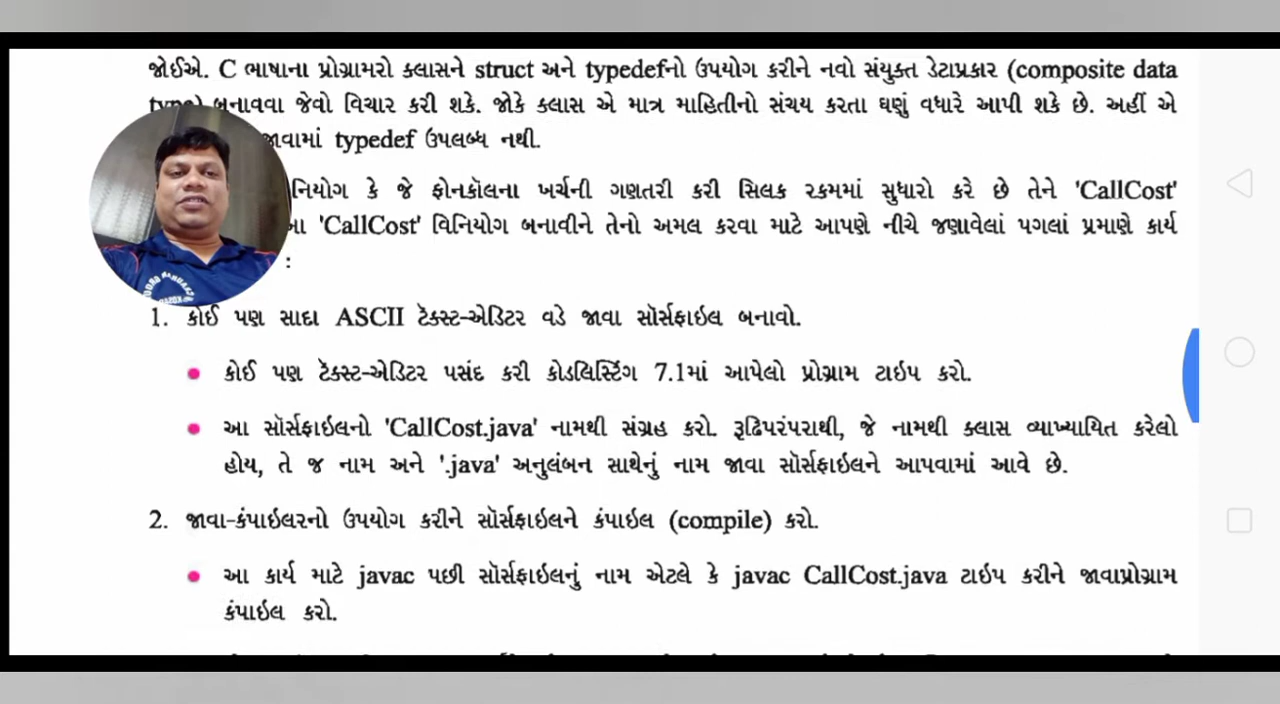 જોઈએ. C ભાષાના પ્રોગ્રામરો ક્લાસને struct અને typedefનો ઉપયોગ કરીને નવો સંયુક્ત ડેટાપ્રકાર (composite data
type) બનાવવા જેવો વિચાર કરી શકે. જોકે ક્લાસ એ માત્ર માહિતીનો સંચય કરતા ઘણું વધારે આપી શકે છે. અહીં એ
જાવામાં typedef ઉપલબ્ધ નથી.
કે જે ફોનકૉલના ખર્ચની ગણતરી કરી સિલક રકમમાં સુધારો કરે છે તેને 'CallCost'
'CallCost' વિનિયોગ બનાવીને તેનો અમલ કરવા માટે આપણે નીચે જણાવેલાં પગલાં પ્રમાણે કાર્ય
:
1. કોઈ પણ સાદા ASCII ટેક્સ્ટ-એડિટર વડે જાવા સૉર્સફાઈલ બનાવો.
• કોઈ પણ ટેક્સ્ટ-એડિટર પસંદ કરી કોડલિસ્ટિંગ 7.1માં આપેલો પ્રોગ્રામ ટાઇપ કરો.
• આ સૉર્સફાઇલનો 'CallCost.java' નામથી સંગ્રહ કરો. રૂઢિપરંપરાથી, જે નામથી ક્લાસ વ્યાખ્યાયિત કરેલો
હોય, તે જ નામ અને '.java' અનુલંબન સાથેનું નામ જાવા સૉર્સફાઇલને આપવામાં આવે છે.
2. જાવા-કંપાઇલરનો ઉપયોગ કરીને સૉર્સફાઇલને કંપાઇલ (compile) કરો.
• આ કાર્ય માટે javac પછી સૉર્સફાઇલનું નામ એટલે કે javac CallCost.java ટાઇપ કરીને જાવાપ્રોગ્રામ
કંપાઇલ કરો.